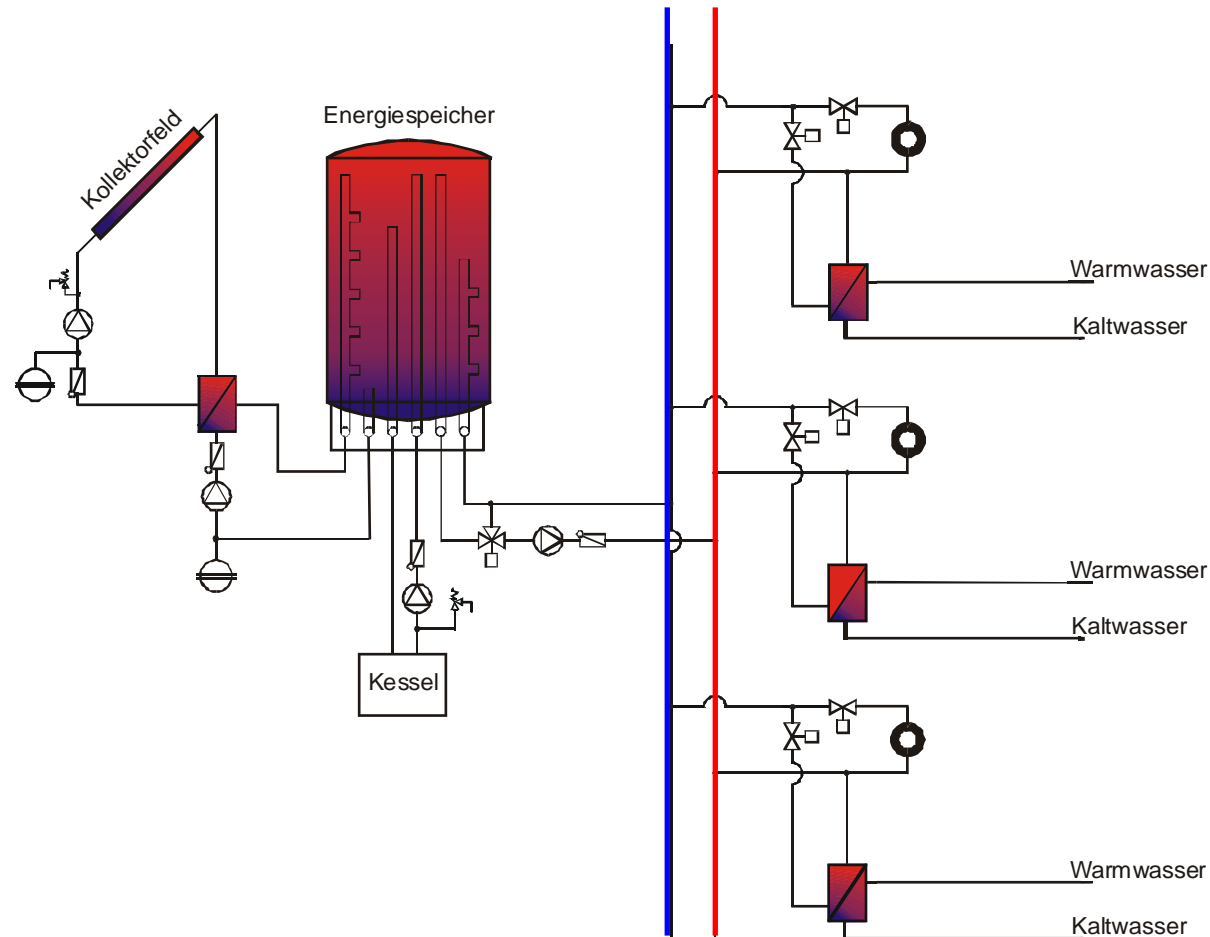 Energiespeicher
Kollektorfeld
Warmwasser
Kaltwasser
Warmwasser
Kaltwasser
Kessel
Warmwasser
Kaltwasser